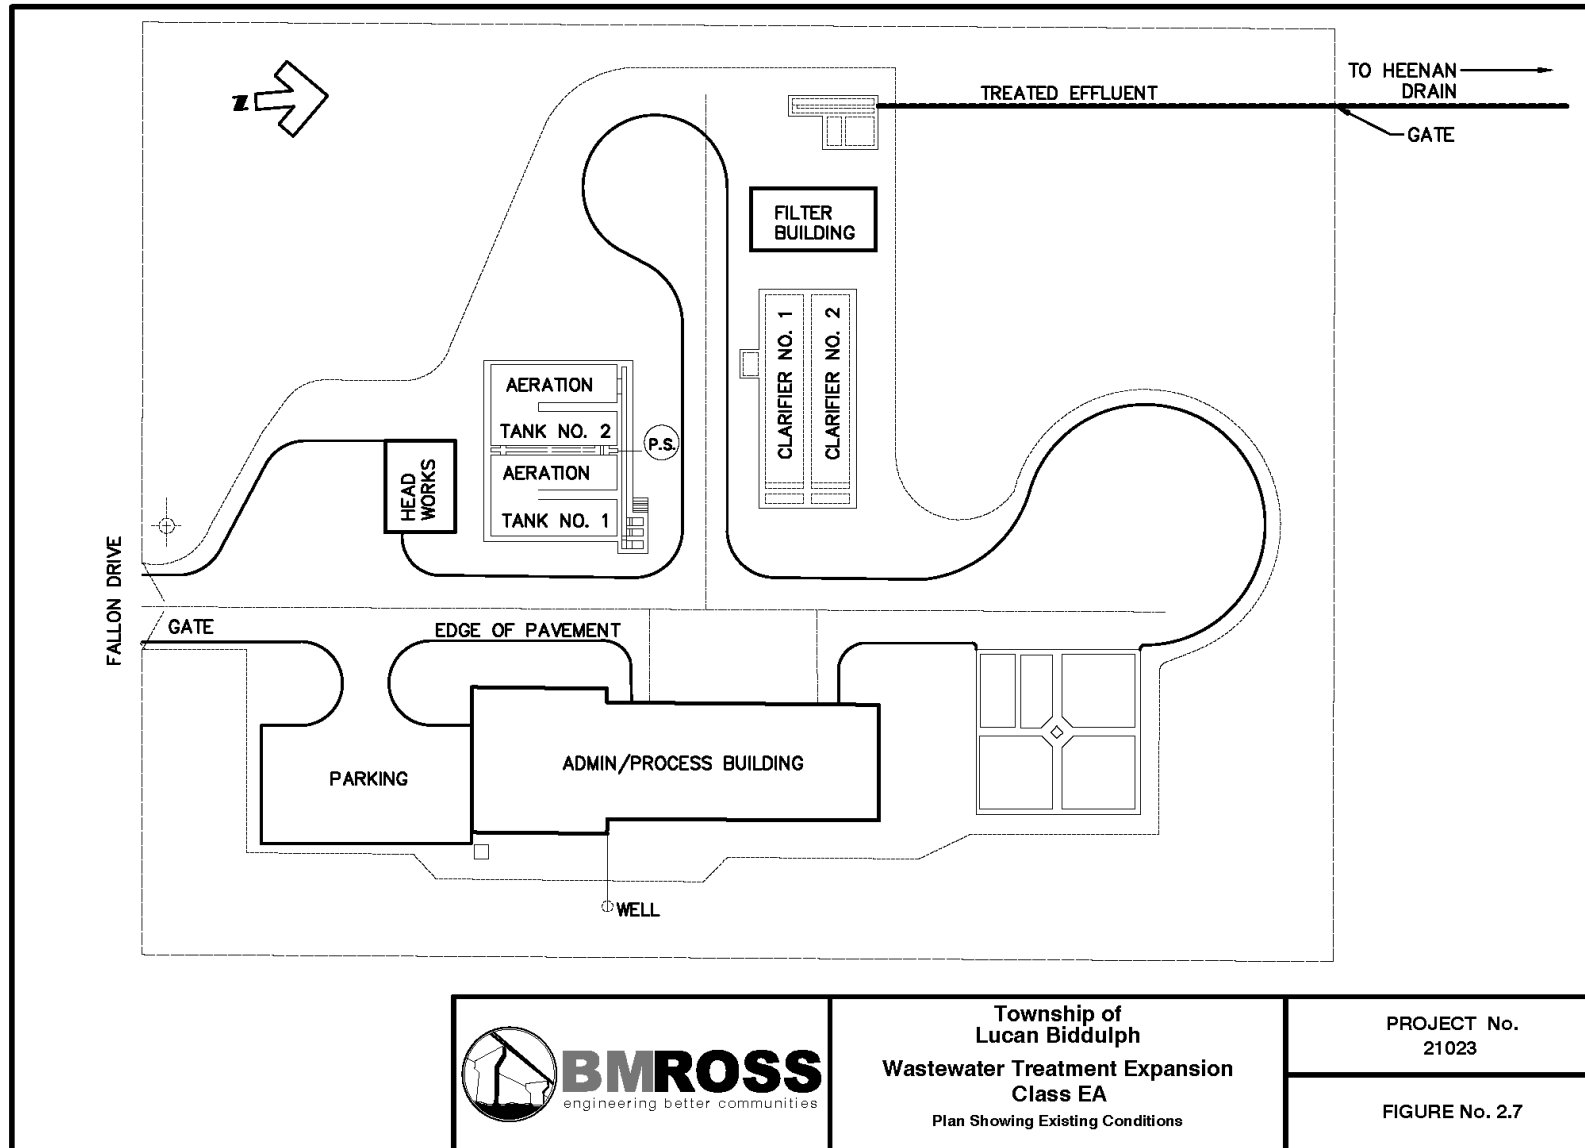 TO HEENAN
DRAIN
TREATED EFFLUENT
GATE
N
FILTER
BUILDING
CLARIFIER NO. 1
CLARIFIER NO. 2
AERATION
TANK NO. 2
P.S.
AERATION
TANK NO. 1
HEAD
WORKS
FALLON DRIVE
GATE
EDGE OF PAVEMENT
PARKING
ADMIN/PROCESS BUILDING
WELL
BMROSS
engineering better communities
Township of
Lucan Biddulph
Wastewater Treatment Expansion
Class EA
Plan Showing Existing Conditions
PROJECT No.
21023
FIGURE No. 2.7